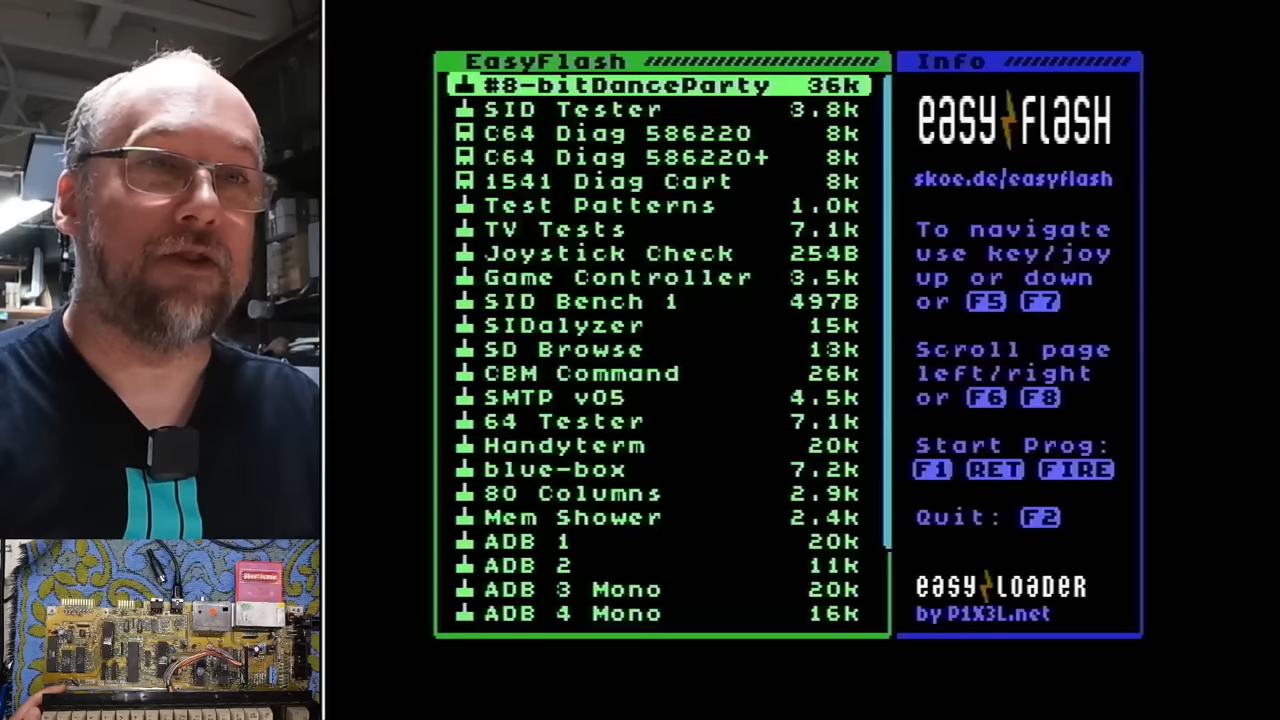 EasyFlash
#8-bitDanceParty 36k
SID Tester 3.8k
C64 Diag 586220 8k
C64 Diag 586220+ 8k
1541 Diag Cart 8k
Test Patterns 1.0k
TV Tests 7.1k
Joystick Check 254B
Game Controller 3.5k
SID Bench 1 497B
SIDalyzer 15k
SD Browse 13k
CBM Command 26k
SMTP v05 4.5k
64 Tester 7.1k
Handyterm 20k
blue-box 7.2k
80 Columns 2.9k
Mem Shower 2.4k
ADB 1 20k
ADB 2 11k
ADB 3 Mono 20k
ADB 4 Mono 16k
Info
easy FLasH
skoe.de/easyflash
To navigate
use key/joy
up or down
or F5 F7
Scroll page
left/right
or F6 F8
Start Prog:
F1 RET FIRE
Quit: F2
easy LOADER
by P1X3L.net